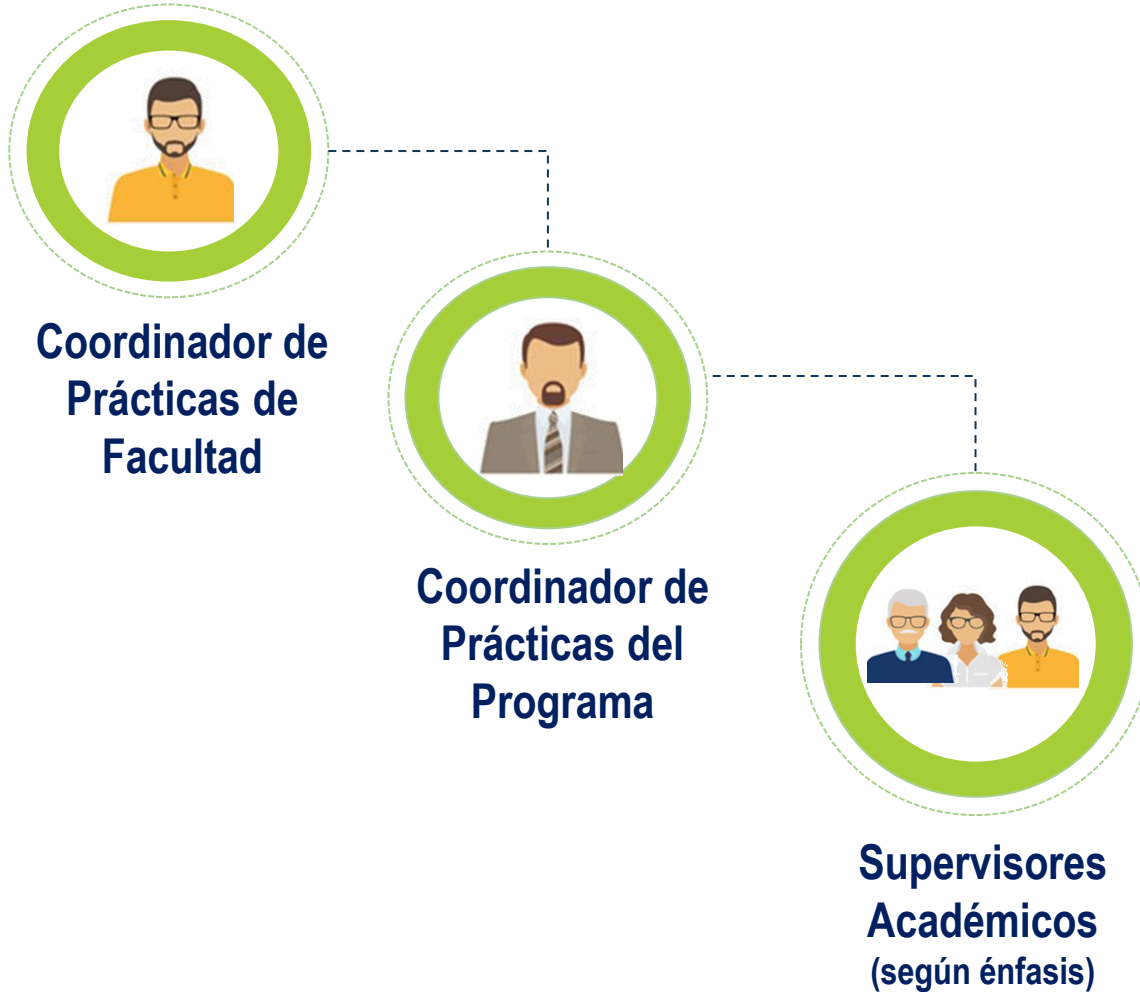 Coordinador de
Prácticas de
Facultad
Coordinador de
Prácticas del
Programa
Supervisores
Académicos
(según énfasis)